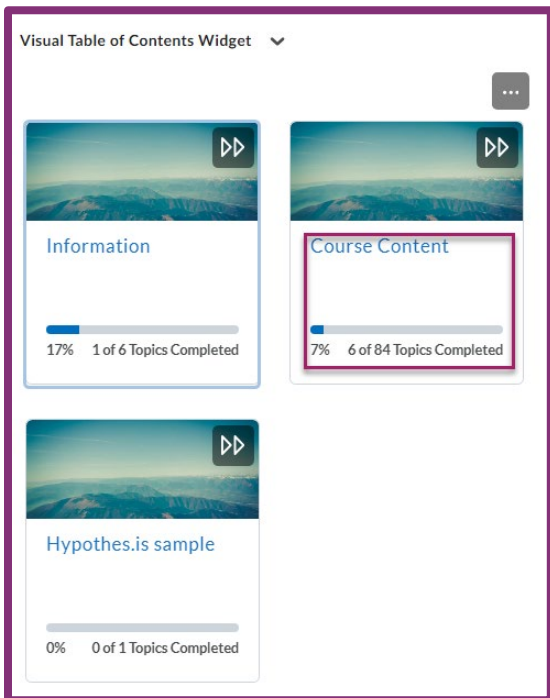 Visual Table of Contents Widget
...
Information
17% 1 of 6 Topics Completed
Course Content
7% 6 of 84 Topics Completed
Hypothes.is sample
0% 0 of 1 Topics Completed